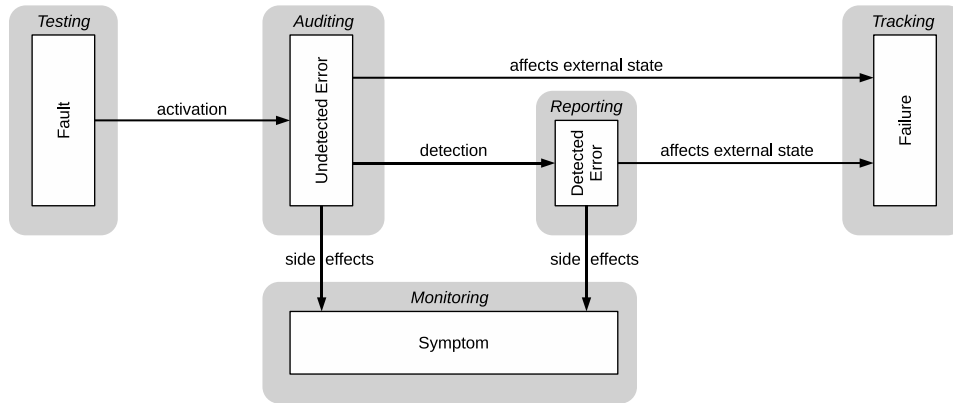 Testing
Auditing
Tracking
Fault
activation
Undetected Error
affects external state
Reporting
detection
Detected
Error
affects external state
Failure
side effects
side effects
Monitoring
Symptom